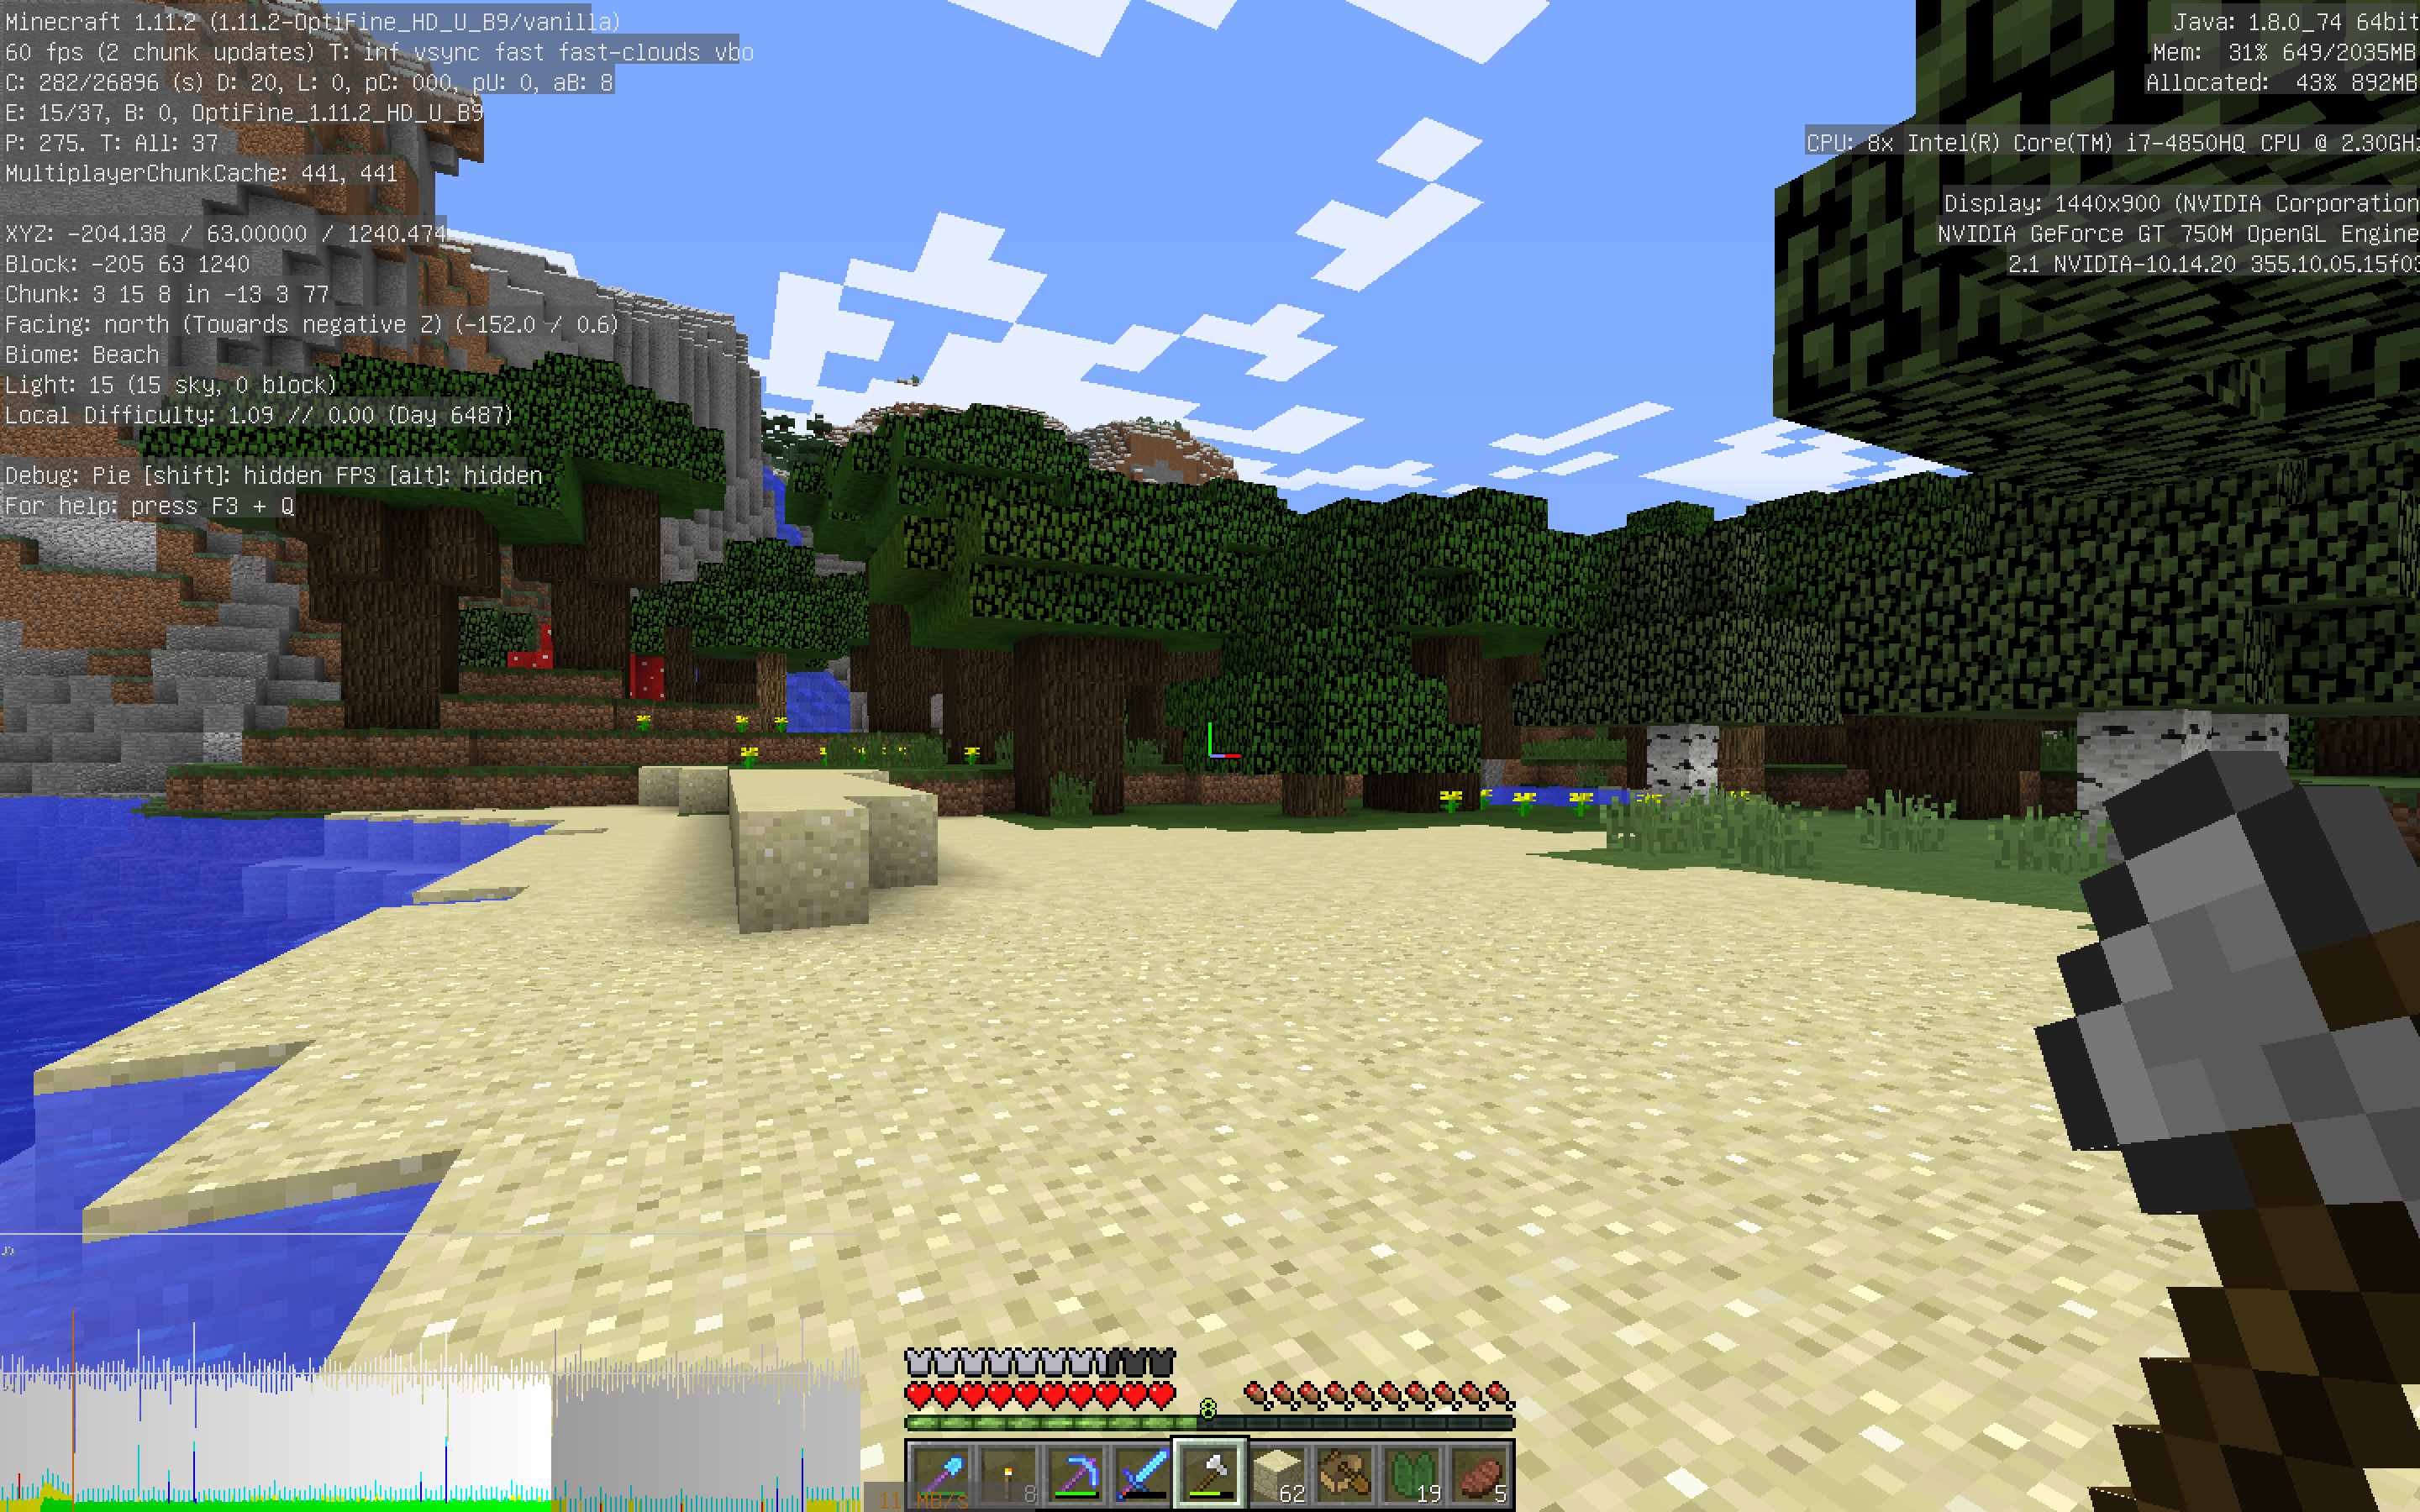 Minecraft 1.11.2 (1.11.2-OptiFine_HD_U_B9/vanilla)
60 fps (2 chunk updates) T: inf vsync fast fast-clouds vbo
C: 282/26896 (s) D: 20, L: 0, pC: 000, pU: 0, aB: 8
E: 15/37, B: 0, OptiFine_1.11.2_HD_U_B9
P: 275. T: All: 37
MultiplayerChunkCache: 441, 441
XYZ: -204.138 / 63.00000 / 1240.474
Block: -205 63 1240
Chunk: 3 15 8 in -13 3 77
Facing: north (Towards negative Z) (-152.0 / 0.6)
Biome: Beach
Light: 15 (15 sky, 0 block)
Local Difficulty: 1.09 // 0.00 (Day 6487)
Debug: Pie [shift]: hidden FPS [alt]: hidden
For help: press F3 + Q
Java: 1.8.0_74 64bit
Mem: 31% 649/2035MB
Allocated: 43% 892MB
CPU: 8x Intel(R) Core(TM) i7-4850HQ CPU @ 2.30GHz
Display: 1440x900 (NVIDIA Corporation
NVIDIA GeForce GT 750M OpenGL Engine
2.1 NVIDIA-10.14.20 355.10.05.15f03
8
11 MB/s
8
62
19
5